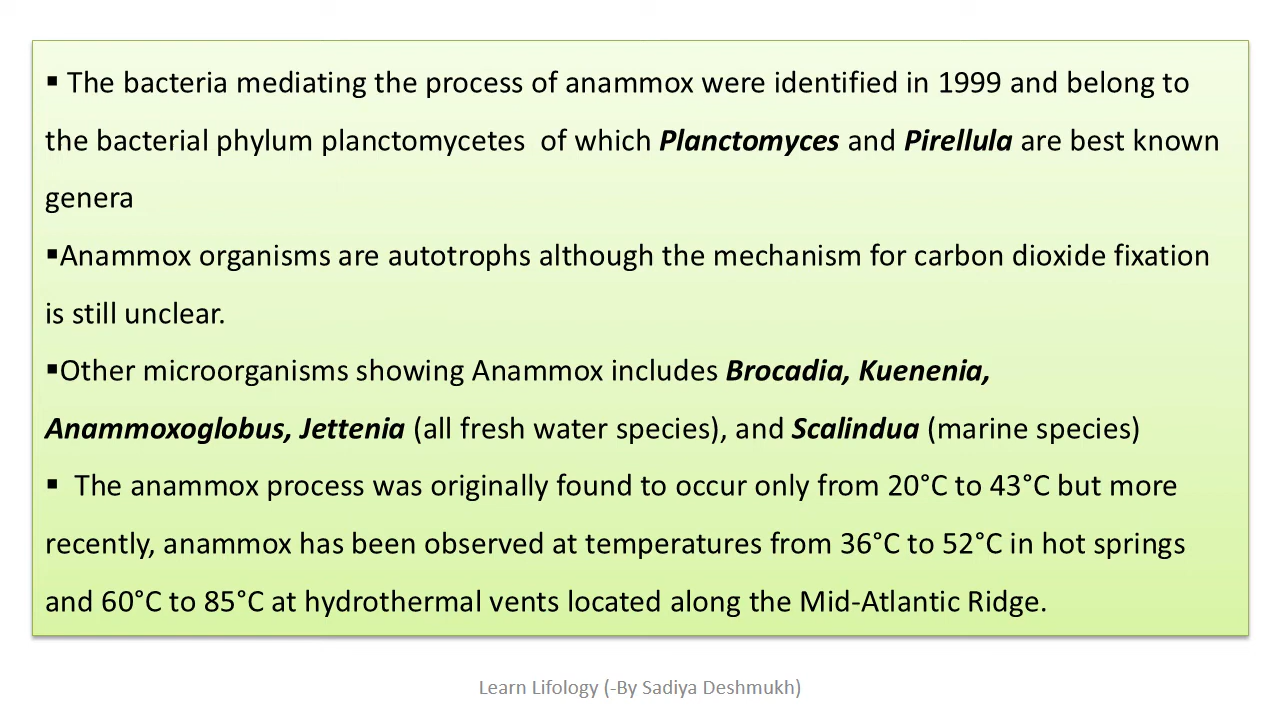 ▪ The bacteria mediating the process of anammox were identified in 1999 and belong to
the bacterial phylum planctomycetes  of which Planctomyces and Pirellula are best known
genera
▪Anammox organisms are autotrophs although the mechanism for carbon dioxide fixation
is still unclear.
▪Other microorganisms showing Anammox includes Brocadia, Kuenenia,
Anammoxoglobus, Jettenia (all fresh water species), and Scalindua (marine species)
▪  The anammox process was originally found to occur only from 20°C to 43°C but more
recently, anammox has been observed at temperatures from 36°C to 52°C in hot springs
and 60°C to 85°C at hydrothermal vents located along the Mid-Atlantic Ridge.
Learn Lifology (-By Sadiya Deshmukh)